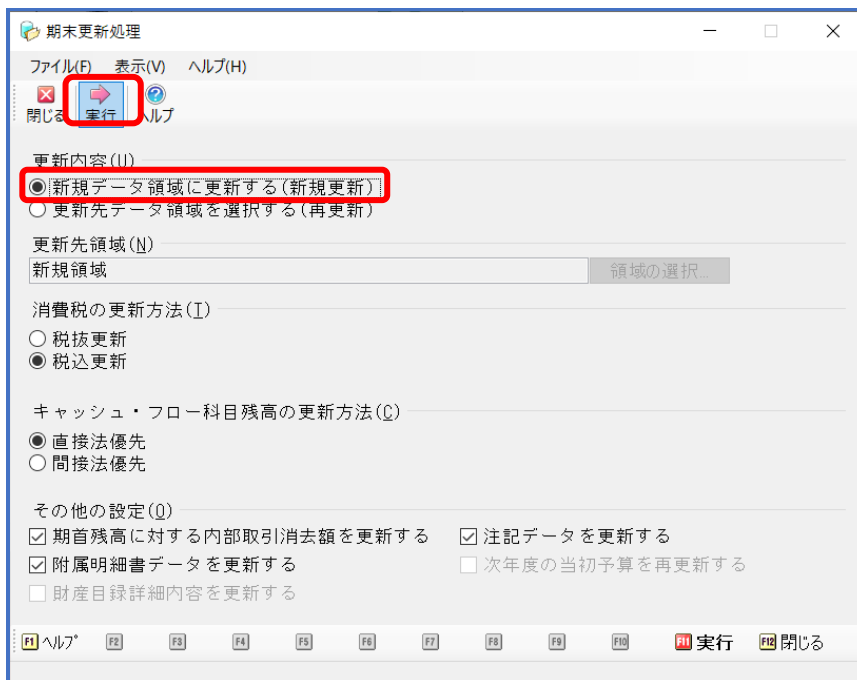 期末更新処理
ファイル(F) 表示(V) ヘルプ(H)
閉じる 実行 ヘルプ
更新内容(U)
新規データ領域に更新する(新規更新)
更新先データ領域を選択する(再更新)
更新先領域(N)
新規領域 領域の選択...
消費税の更新方法(T)
税抜更新
税込更新
キャッシュ・フロー科目残高の更新方法(C)
直接法優先
間接法優先
その他の設定(O)
期首残高に対する内部取引消去額を更新する 注記データを更新する
附属明細書データを更新する 次年度の当初予算を再更新する
財産目録詳細内容を更新する
F1 ヘルプ F2 F3 F4 F5 F6 F7 F8 F9 F10 F11 実行 F12 閉じる